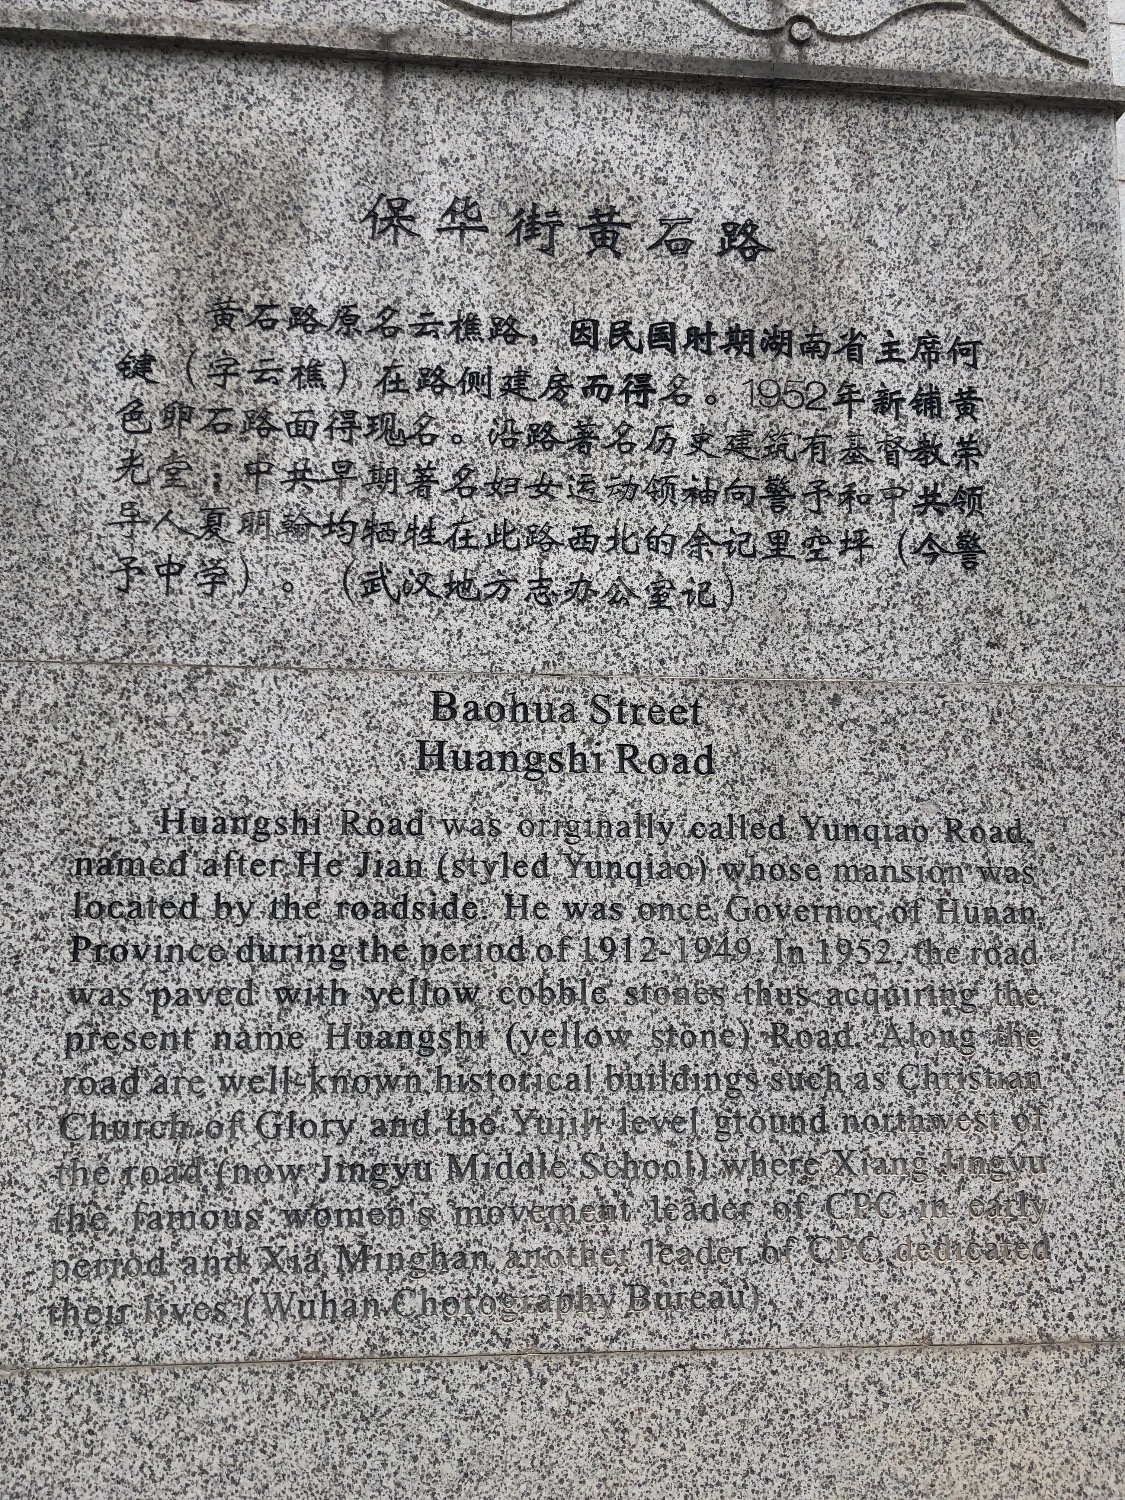 保华街黄石路
黄石路原名云樵路，因民国时期湖南省主席何
键（字云樵）在路侧建房而得名。1952年新铺黄
色卵石路面得现名。沿路著名历史建筑有基督教荣
光堂；中共早期著名妇女运动领袖向警予和中共领
导人夏明翰均牺牲在此路西北的余记里空坪（今警
予中学）。（武汉地方志办公室记）
Baohua Street
Huangshi Road
Huangshi Road was originally called Yunqiao Road,
named after He Jian (styled Yunqiao) whose mansion was
located by the roadside. He was once Governor of Hunan
Province during the period of 1912-1949. In 1952, the road
was paved with yellow cobble stones thus acquiring the
present name Huangshi (yellow stone) Road. Along the
road are well-known historical buildings such as Christian
Church of Glory and the Yujili level ground northwest of
the road (now Jingyu Middle School) where Xiang Jingyu
the famous women's movement leader of CPC in early
period and Xia Minghan another leader of CPC dedicated
their lives (Wuhan Chorography Bureau)